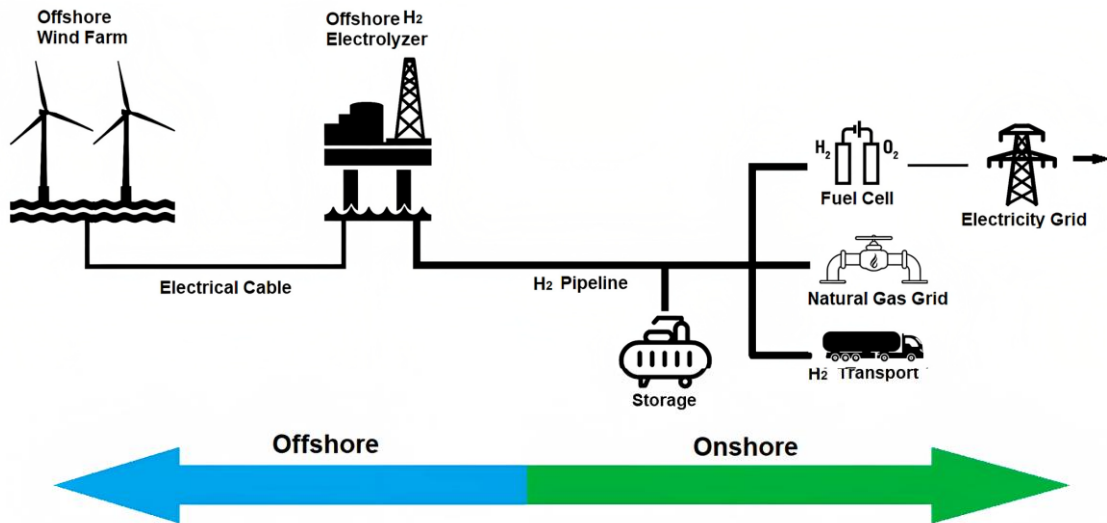 Offshore
Wind Farm
Offshore H2
Electrolyzer
H2
O2
Fuel Cell
Electricity Grid
Electrical Cable
H2 Pipeline
Natural Gas Grid
Storage
H2 Transport
Offshore
Onshore